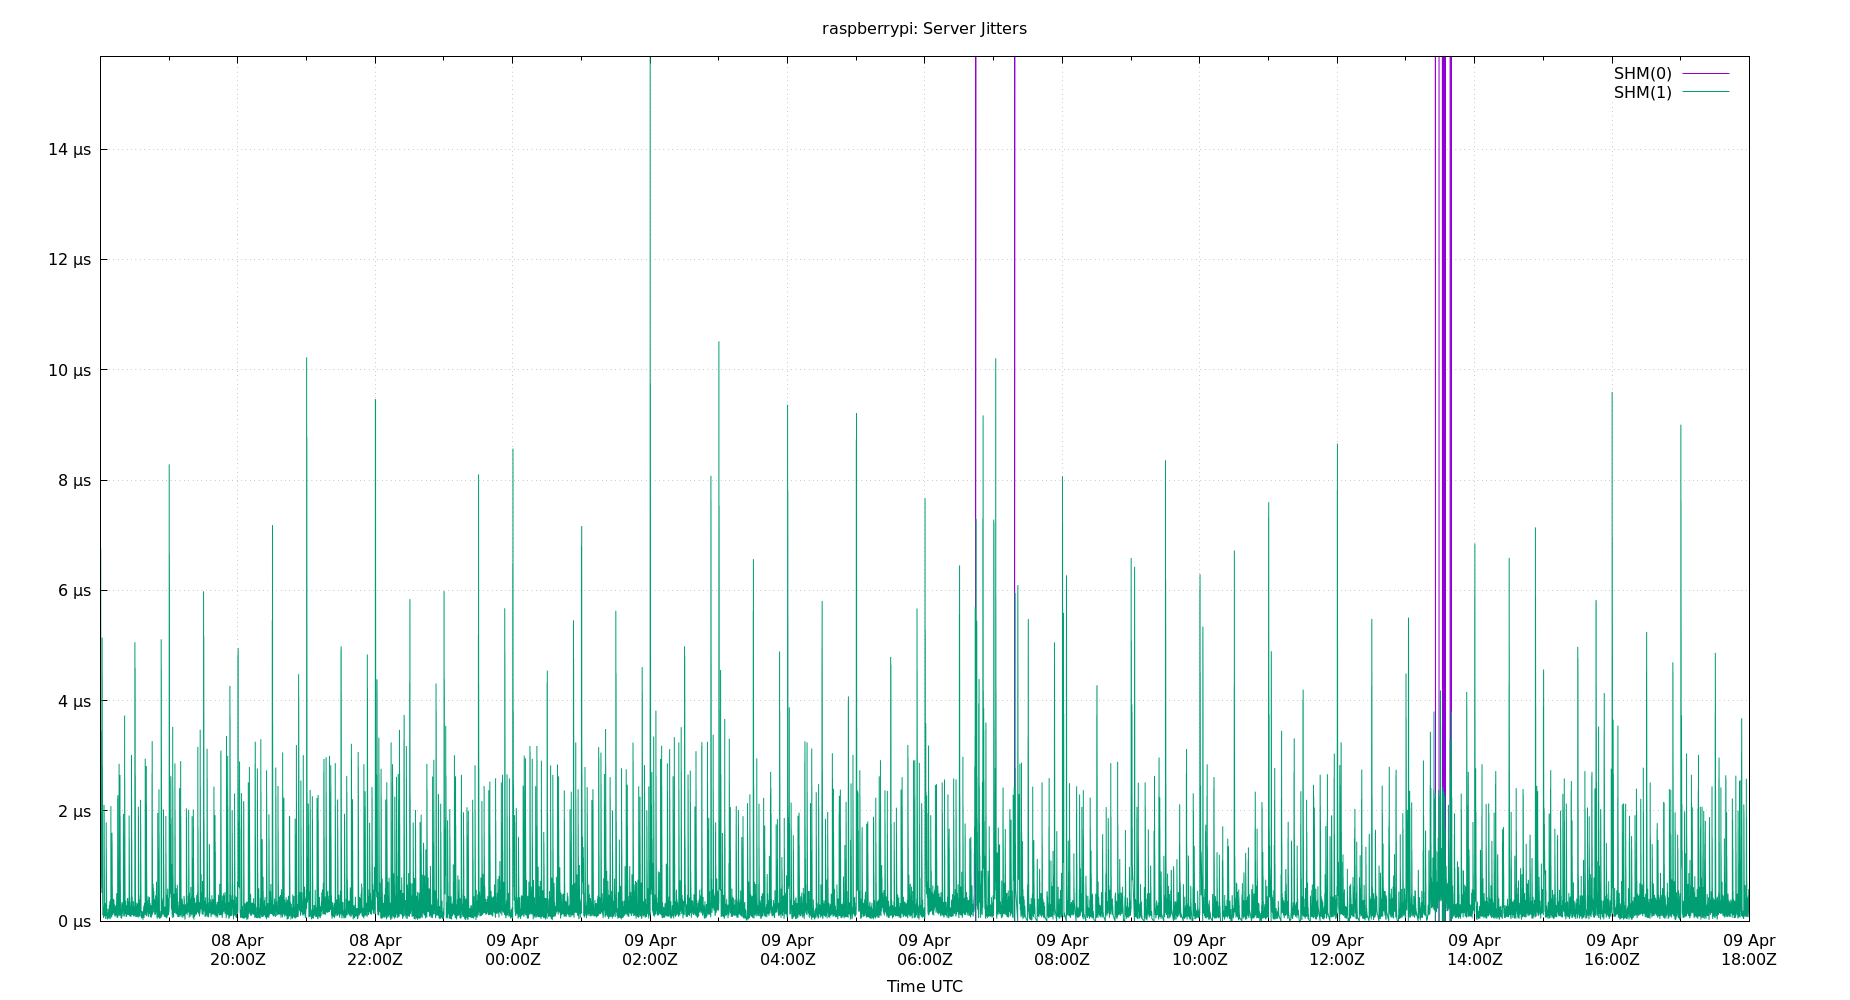 raspberrypi: Server Jitters
SHM(0)
SHM(1)
14 µs
12 µs
10 µs
8 µs
6 µs
4 µs
2 µs
0 µs
08 Apr 08 Apr 09 Apr 09 Apr 09 Apr 09 Apr 09 Apr 09 Apr 09 Apr 09 Apr 09 Apr 09 Apr
20:00Z 22:00Z 00:00Z 02:00Z 04:00Z 06:00Z 08:00Z 10:00Z 12:00Z 14:00Z 16:00Z 18:00Z
Time UTC